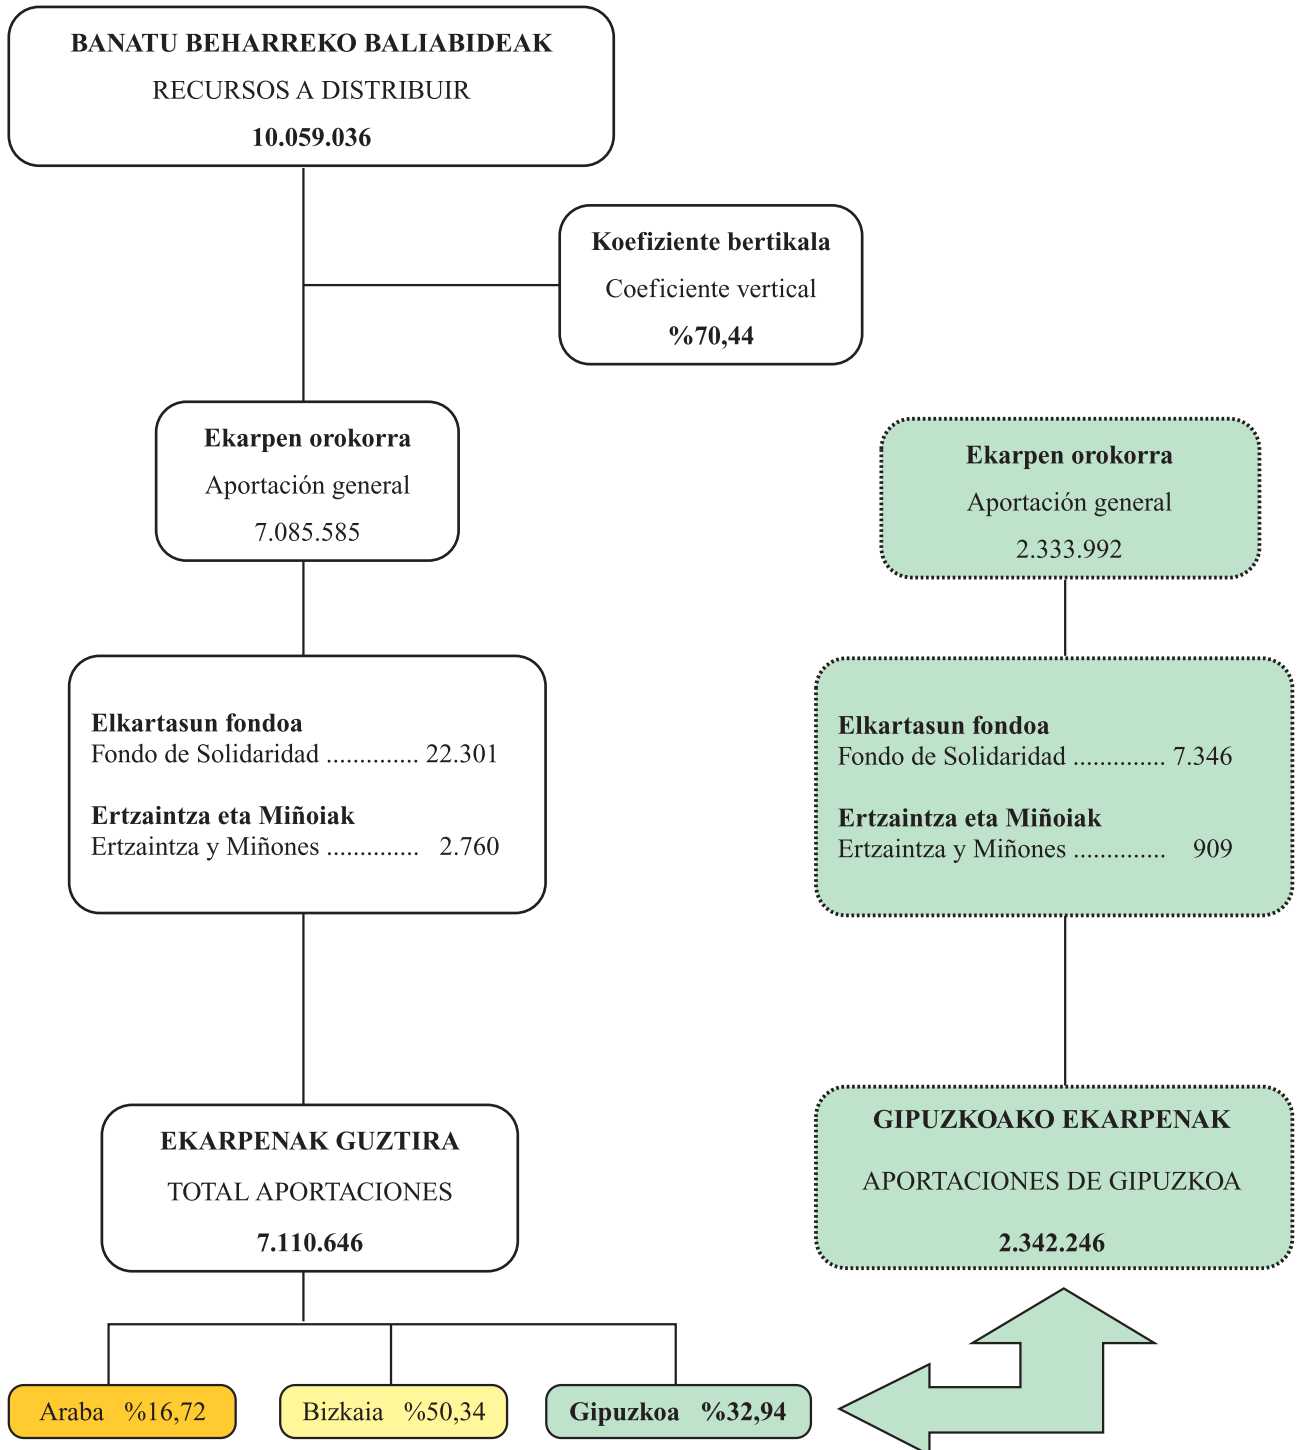 BANATU BEHARREKO BALIABIDEAK
RECURSOS A DISTRIBUIR
10.059.036
Koefiziente bertikala
Coeficiente vertical
%70,44
Ekarpen orokorra
Aportación general
7.085.585
Ekarpen orokorra
Aportación general
2.333.992
Elkartasun fondoa
Fondo de Solidaridad .............. 22.301
Ertzaintza eta Miñoiak
Ertzaintza y Miñones .............. 2.760
Elkartasun fondoa
Fondo de Solidaridad .............. 7.346
Ertzaintza eta Miñoiak
Ertzaintza y Miñones .............. 909
EKARPENAK GUZTIRA
TOTAL APORTACIONES
7.110.646
GIPUZKOAKO EKARPENAK
APORTACIONES DE GIPUZKOA
2.342.246
Araba %16,72
Bizkaia %50,34
Gipuzkoa %32,94